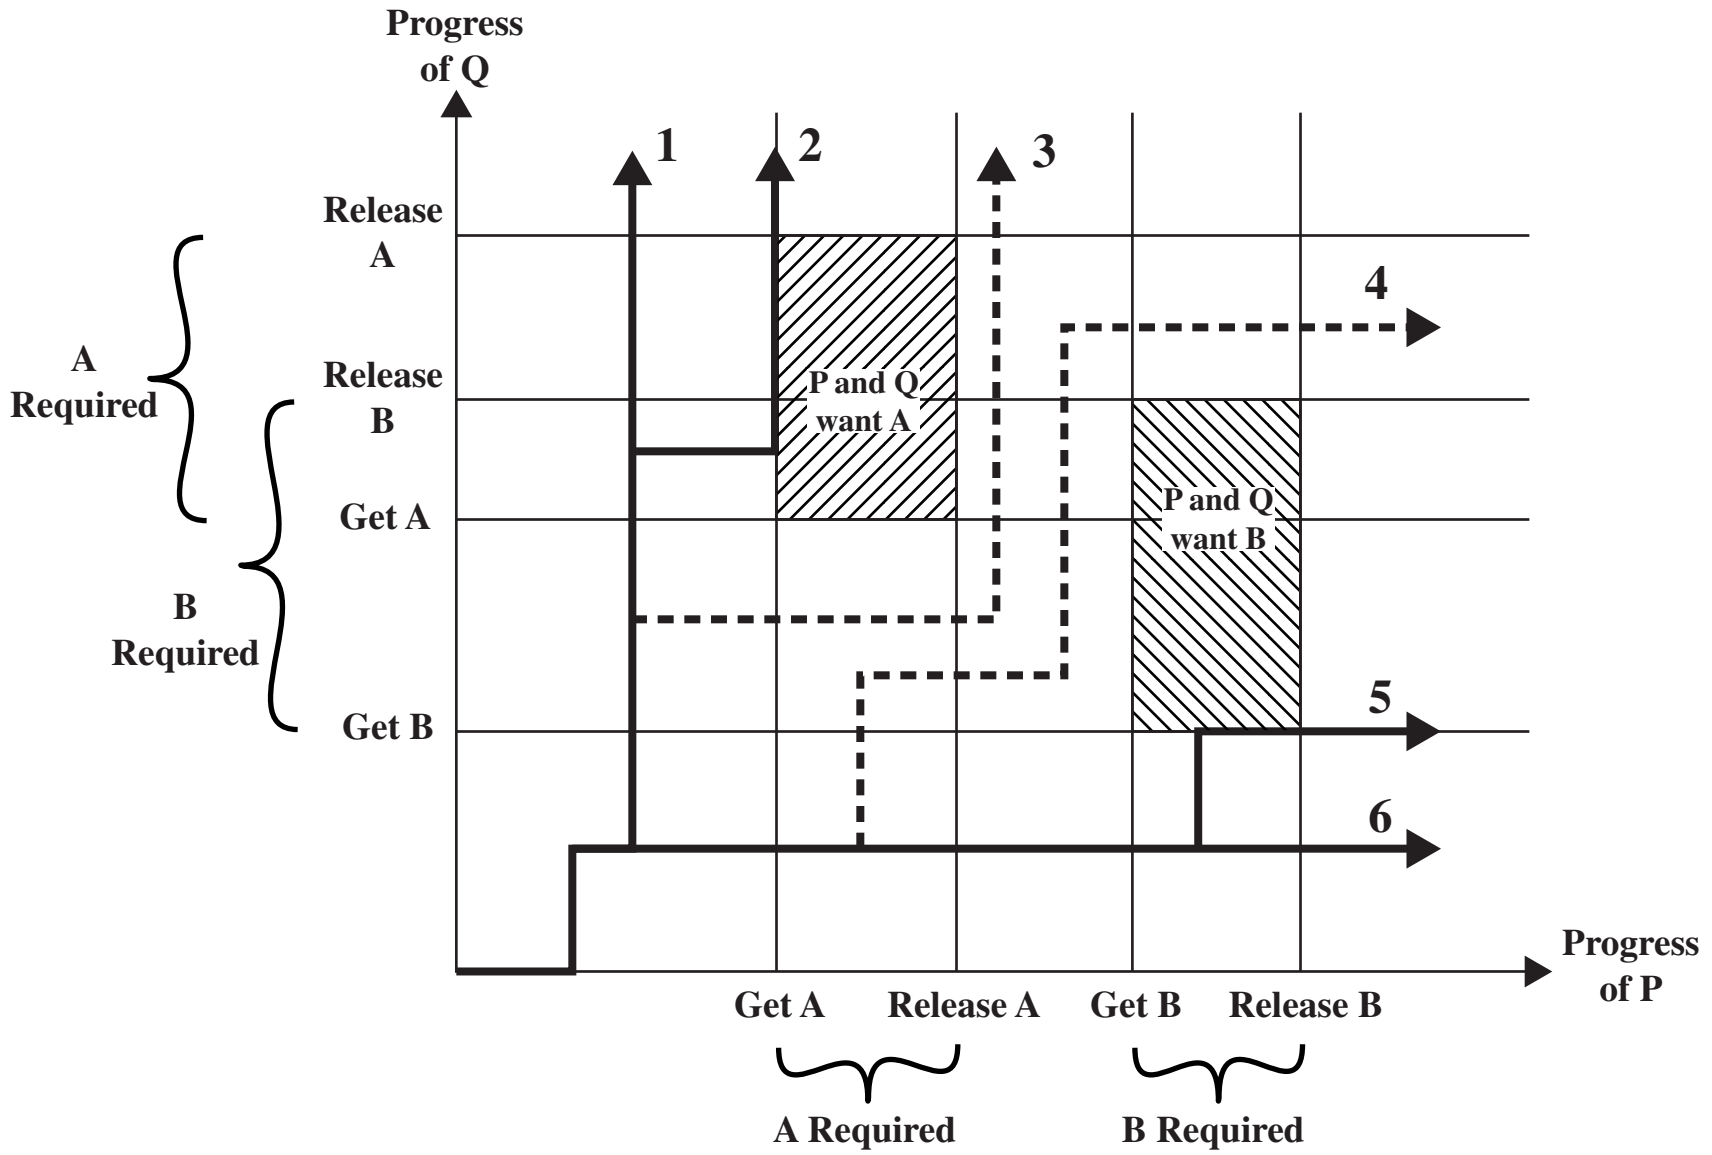 Progress
of Q
1
2
3
Release
A
4
A
Required
Release
B
P and Q
want A
Get A
P and Q
want B
B
Required
5
Get B
6
Progress
of P
Get A
Release A
Get B
Release B
A Required
B Required